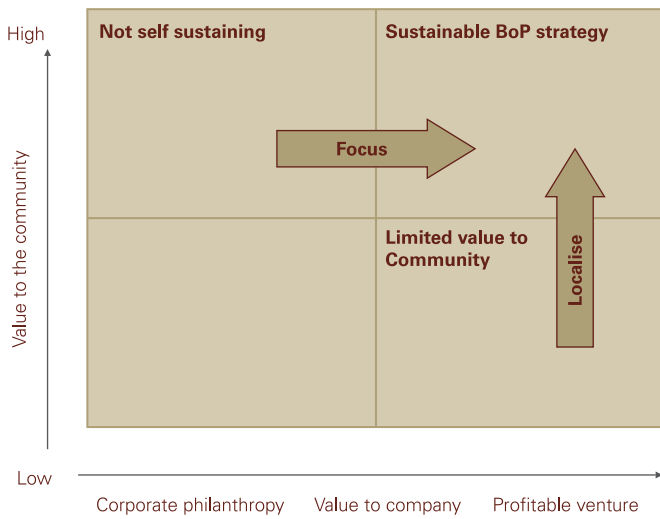 High
Not self sustaining
Sustainable BoP strategy
Focus
Value to the community
Limited value to
Community
Localise
Low
Corporate philanthropy
Value to company
Profitable venture